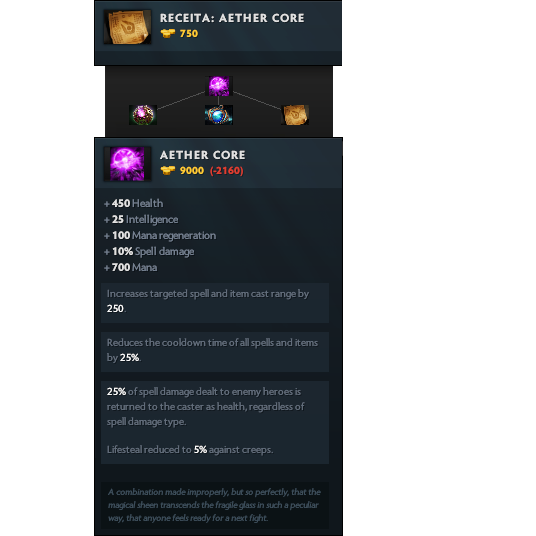 RECEITA: AETHER CORE
750
AETHER CORE
9000 (-2160)
+ 450 Health
+ 25 Intelligence
+ 100 Mana regeneration
+ 10% Spell damage
+ 700 Mana
Increases targeted spell and item cast range by
250.
Reduces the cooldown time of all spells and items
by 25%.
25% of spell damage dealt to enemy heroes is
returned to the caster as health, regardless of
spell damage type.
Lifesteal reduced to 5% against creeps.
A combination made improperly, but so perfectly, that the
magical sheen transcends the fragile glass in such a peculiar
way, that anyone feels ready for a next fight.